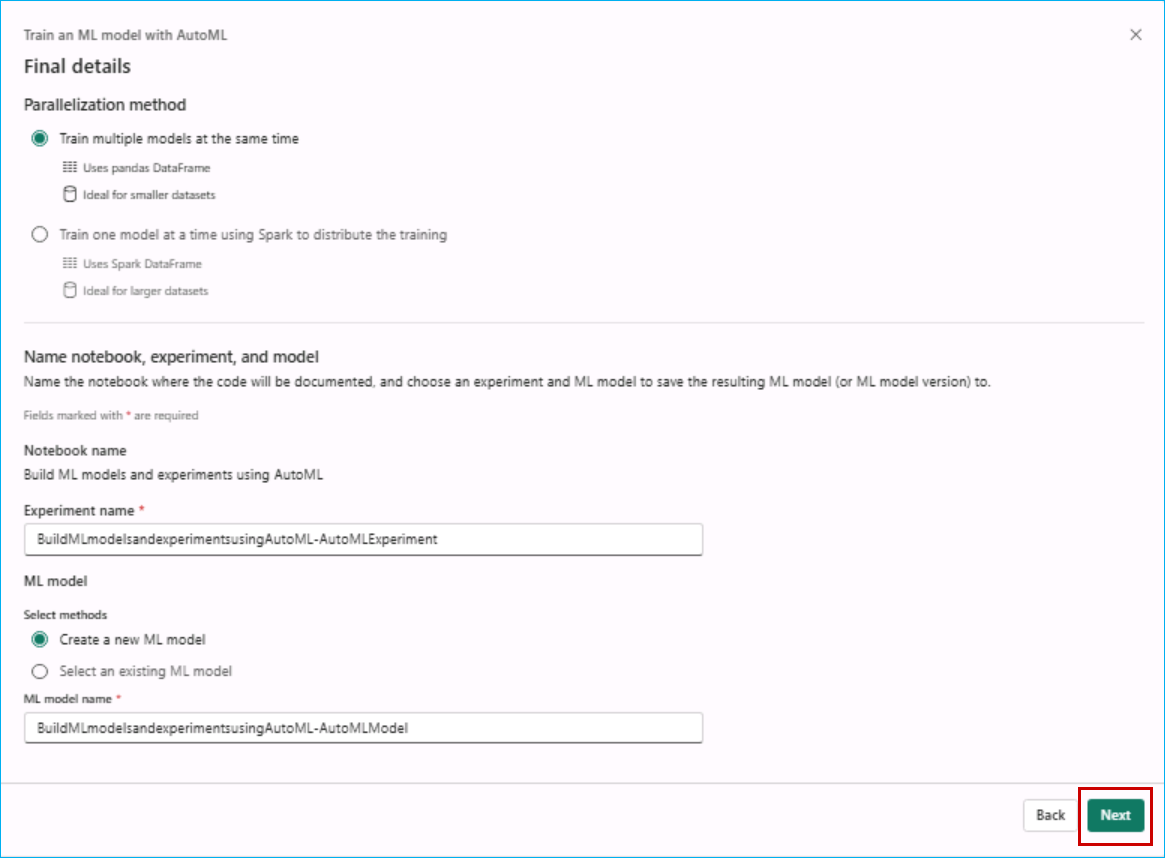 Train an ML model with AutoML
Final details
Parallelization method
Train multiple models at the same time
Uses pandas DataFrame
Ideal for smaller datasets
Train one model at a time using Spark to distribute the training
Uses Spark DataFrame
Ideal for larger datasets
Name notebook, experiment, and model
Name the notebook where the code will be documented, and choose an experiment and ML model to save the resulting ML model (or ML model version) to.
Fields marked with * are required
Notebook name
Build ML models and experiments using AutoML
Experiment name *
BuildMLmodelsandexperimentsusingAutoML-AutoMLExperiment
ML model
Select methods
Create a new ML model
Select an existing ML model
ML model name *
BuildMLmodelsandexperimentsusingAutoML-AutoMLModel
Back Next